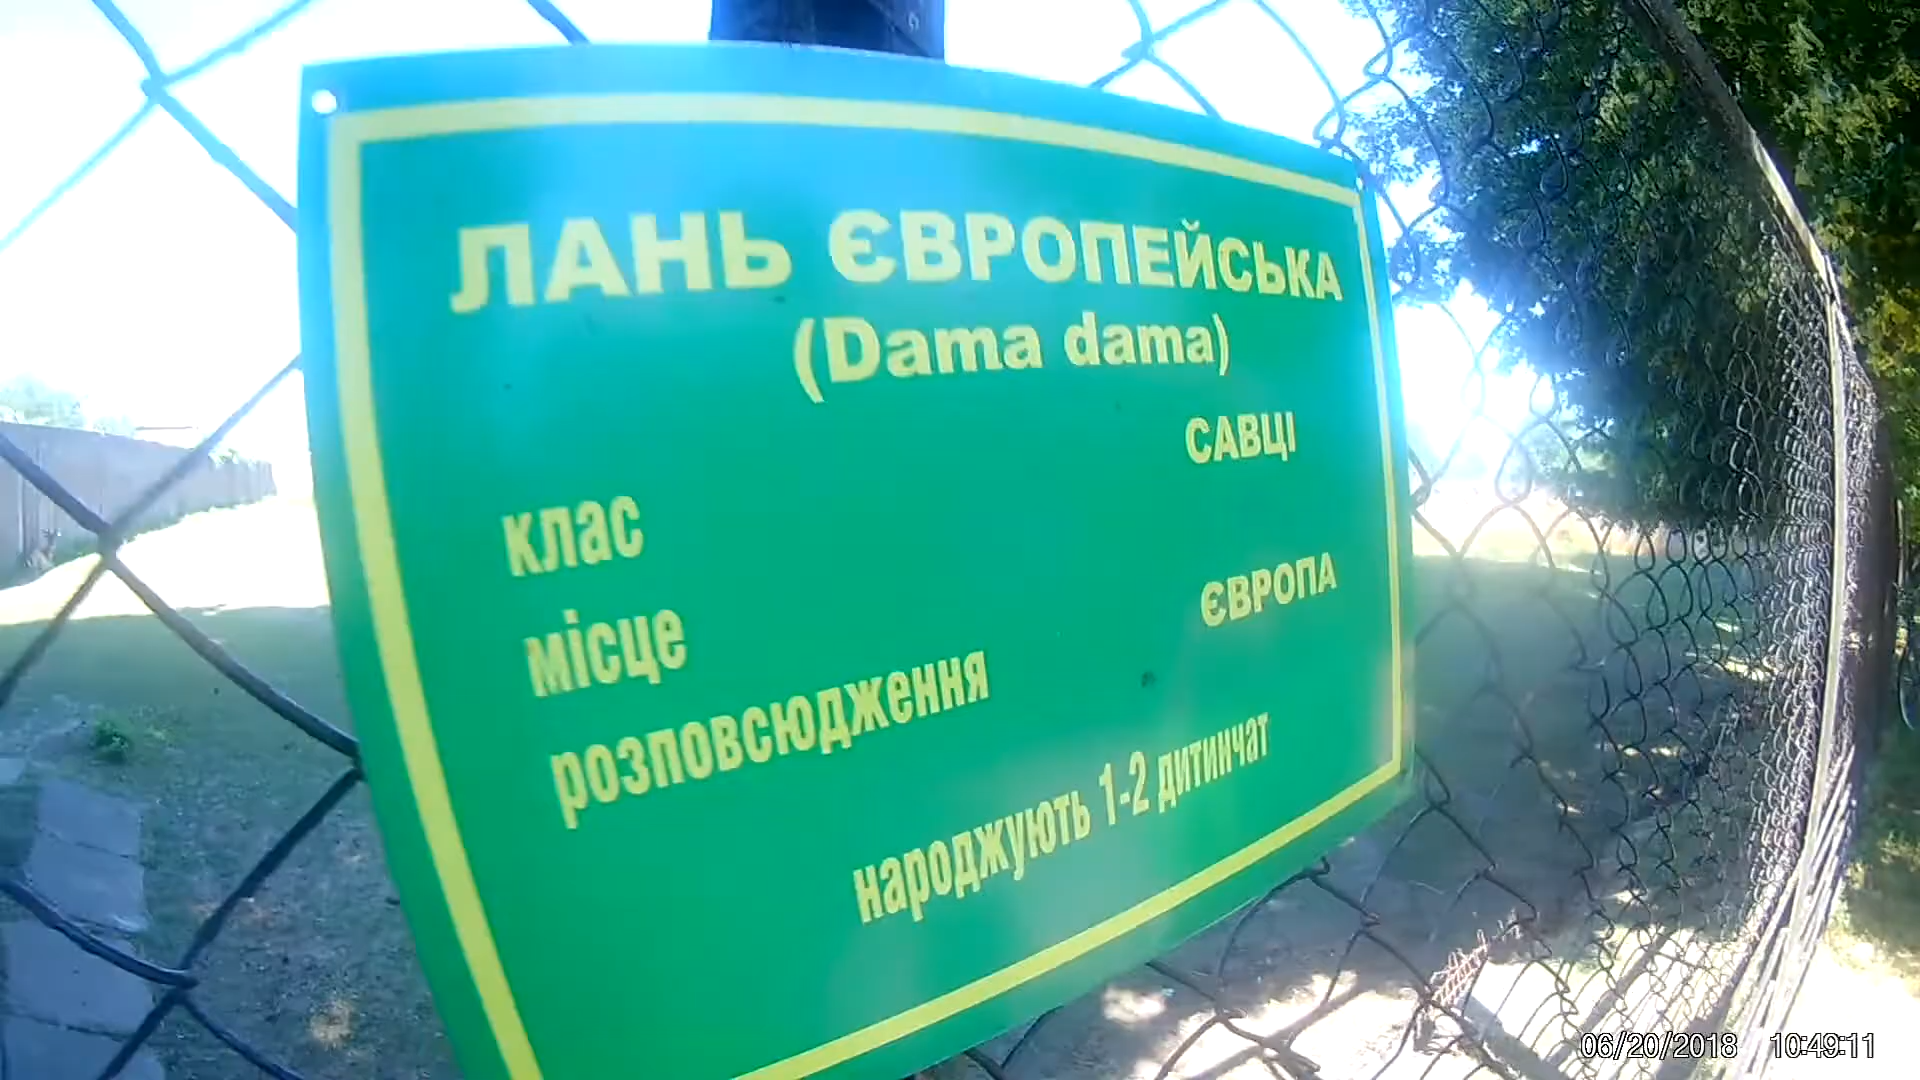 ЛАНЬ ЄВРОПЕЙСЬКА
(Dama dama)
клас САВЦІ
місце
розповсюдження ЄВРОПА
народжують 1-2 дитинчат
06/20/2018 10:49:11